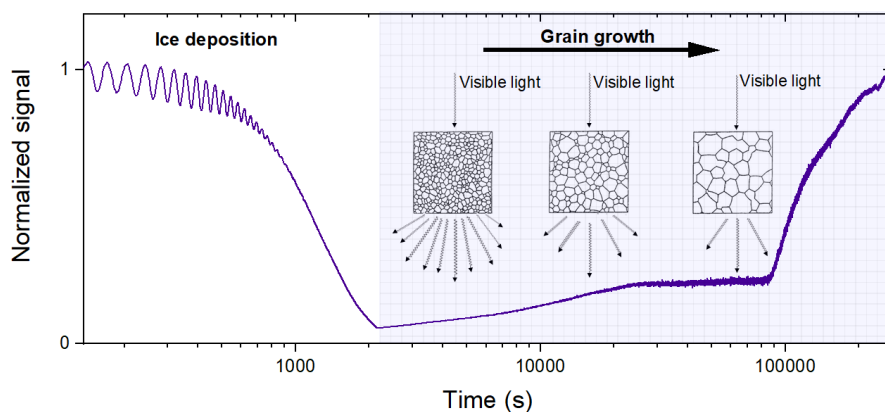 Ice deposition
Grain growth
Visible light
Visible light
Visible light
Normalized signal
1
0
1000
10000
100000
Time (s)